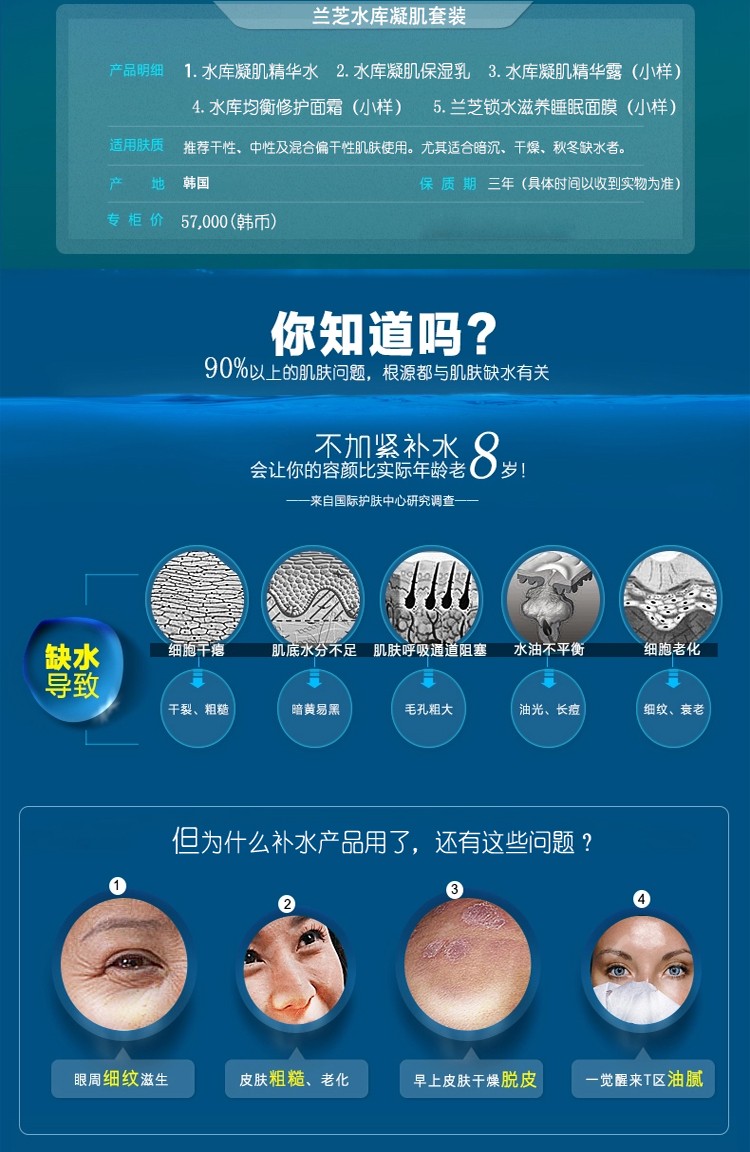 兰芝水库凝肌套装
产品明细 1.水库凝肌精华水 2.水库凝肌保湿乳 3.水库凝肌精华露（小样）
4.水库均衡修护面霜（小样） 5.兰芝锁水滋养睡眠面膜（小样）
适用肤质 推荐干性、中性及混合偏干性肌肤使用。尤其适合暗沉、干燥、秋冬缺水者。
产 地 韩国 保 质 期 三年（具体时间以收到实物为准）
专 柜 价 57,000(韩币)
你知道吗？
90%以上的肌肤问题，根源都与肌肤缺水有关
不加紧补水
会让你的容颜比实际年龄老8岁！
——来自国际护肤中心研究调查——
缺水
导致
细胞干瘪 肌底水分不足 肌肤呼吸通道阻塞 水油不平衡 细胞老化
干裂、粗糙 暗黄易黑 毛孔粗大 油光、长痘 细纹、衰老
但为什么补水产品用了，还有这些问题？
1 2 3 4
眼周细纹滋生 皮肤粗糙、老化 早上皮肤干燥脱皮 一觉醒来T区油腻